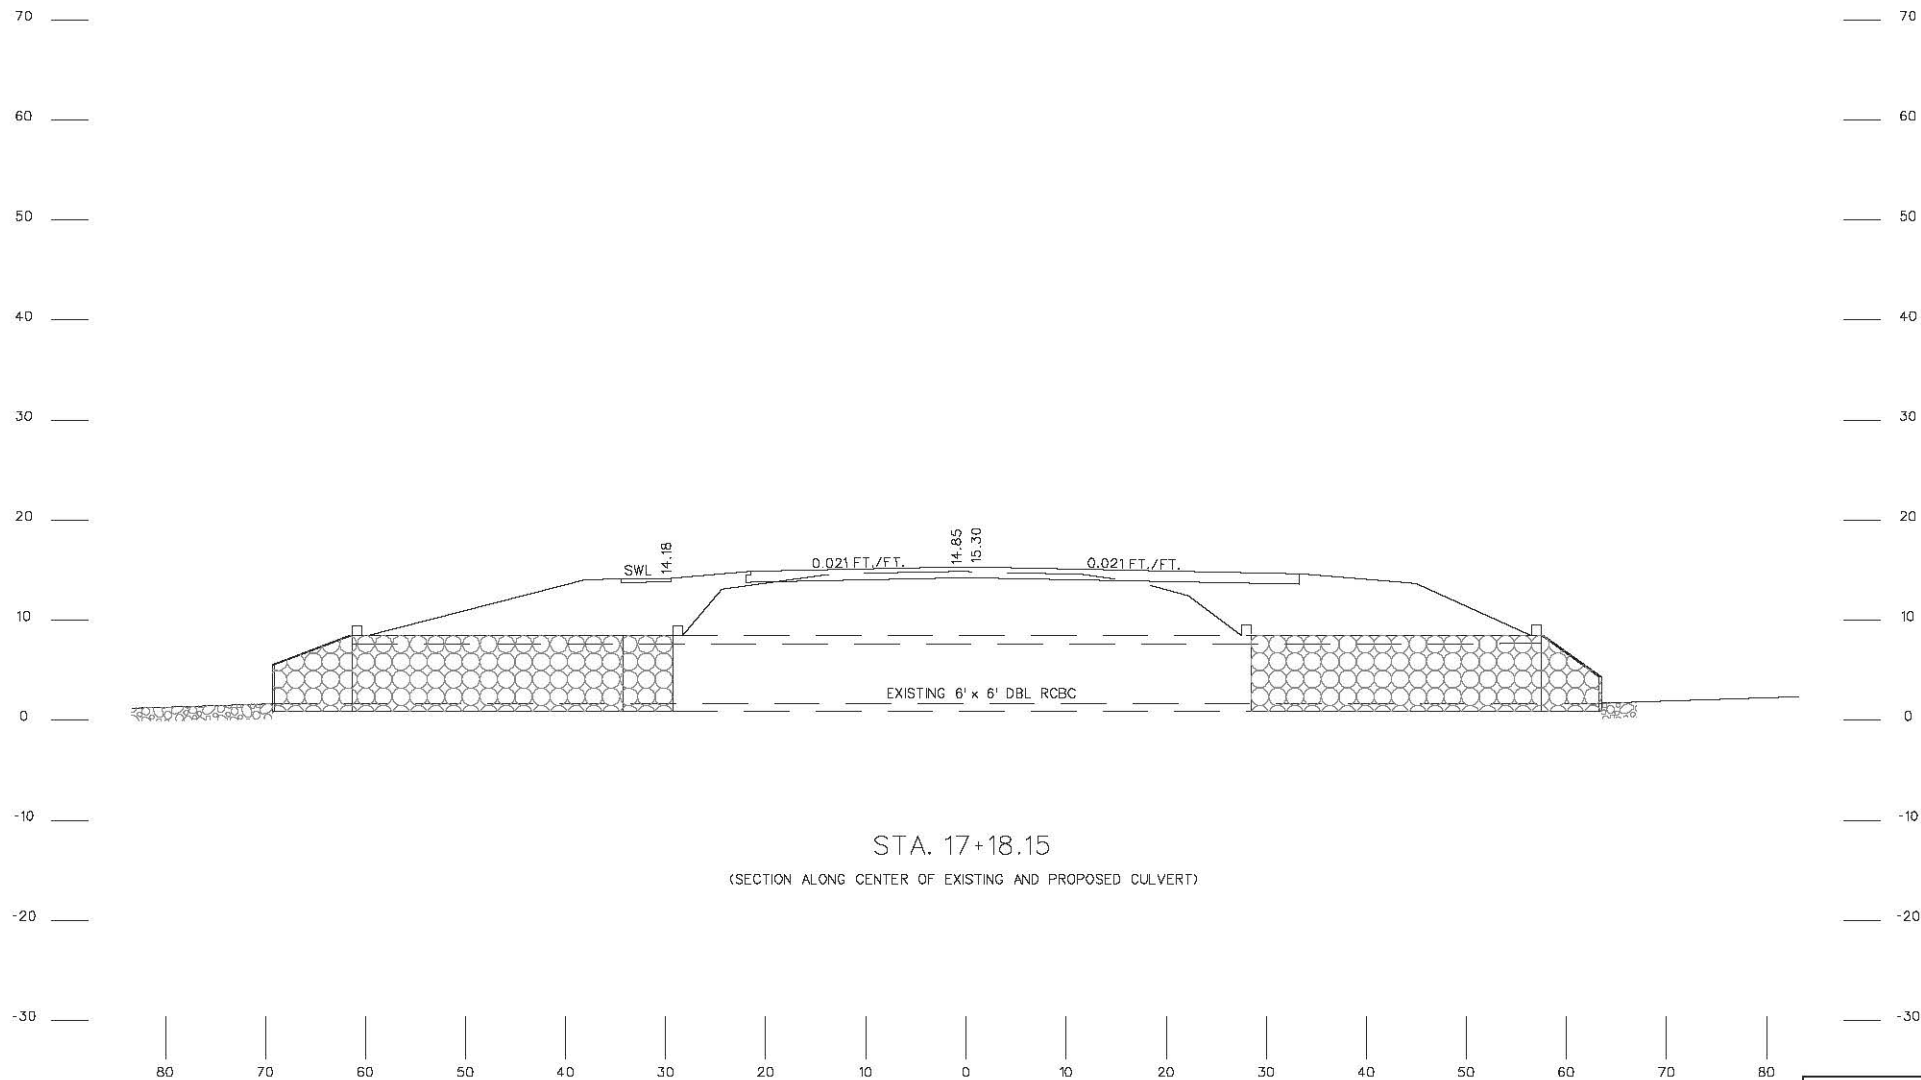 70 70
60 60
50 50
40 40
30 30
20 20
SWL 14.18 0.021 FT./FT. 14.85 15.30 0.021 FT./FT.
10 10
EXISTING 6' x 6' DBL RCBC
0 0
-10 -10
STA. 17+18.15
(SECTION ALONG CENTER OF EXISTING AND PROPOSED CULVERT)
-20 -20
-30 -30
80 70 60 50 40 30 20 10 0 10 20 30 40 50 60 70 80